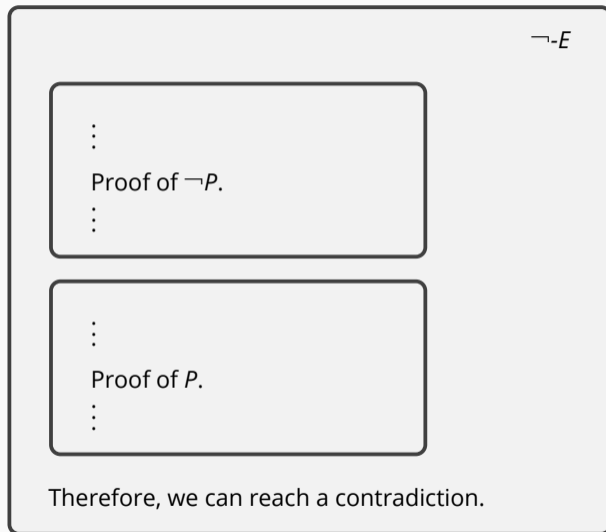 ¬-E
⋮
Proof of ¬P.
⋮
⋮
Proof of P.
⋮
Therefore, we can reach a contradiction.